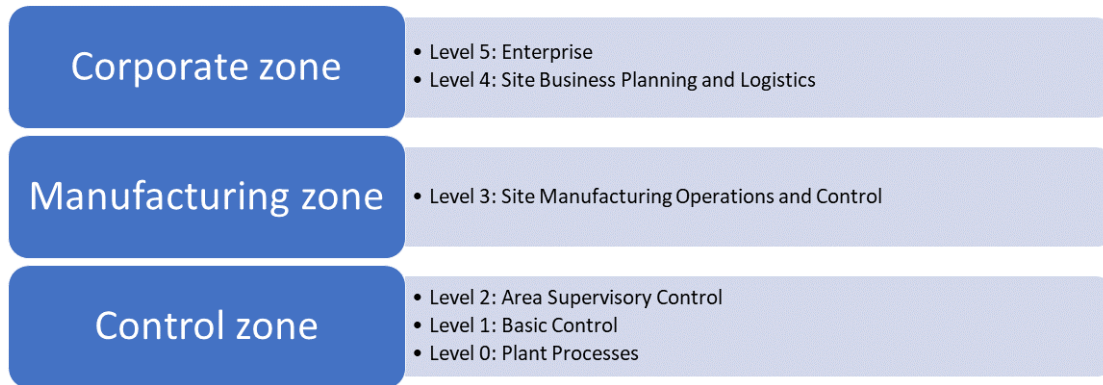 Corporate zone
• Level 5: Enterprise
• Level 4: Site Business Planning and Logistics
Manufacturing zone
• Level 3: Site Manufacturing Operations and Control
Control zone
• Level 2: Area Supervisory Control
• Level 1: Basic Control
• Level 0: Plant Processes